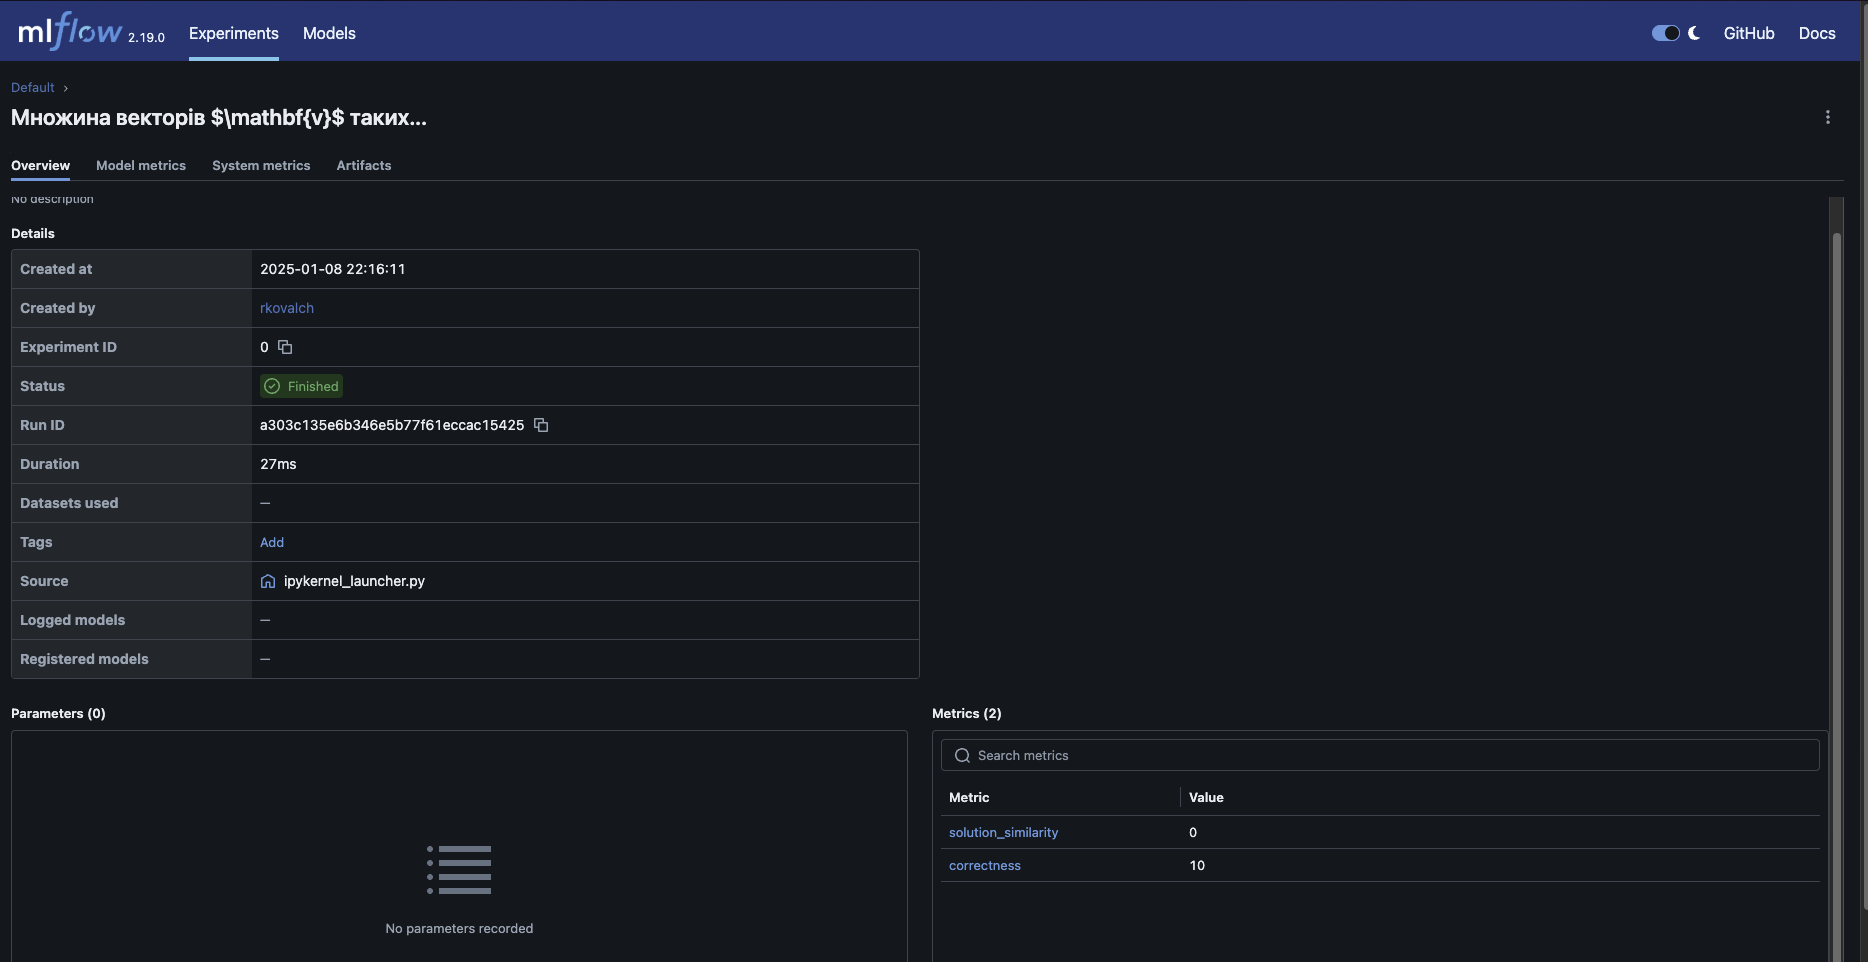 mlflow 2.19.0 Experiments Models GitHub Docs
Default ›
Множина векторів $\mathbf{v}$ таких...
Overview Model metrics System metrics Artifacts
No description
Details
Created at 2025-01-08 22:16:11
Created by rkovalch
Experiment ID 0
Status Finished
Run ID a303c135e6b346e5b77f61eccac15425
Duration 27ms
Datasets used —
Tags Add
Source ipykernel_launcher.py
Logged models —
Registered models —
Parameters (0)
No parameters recorded
Metrics (2)
Search metrics
Metric Value
solution_similarity 0
correctness 10